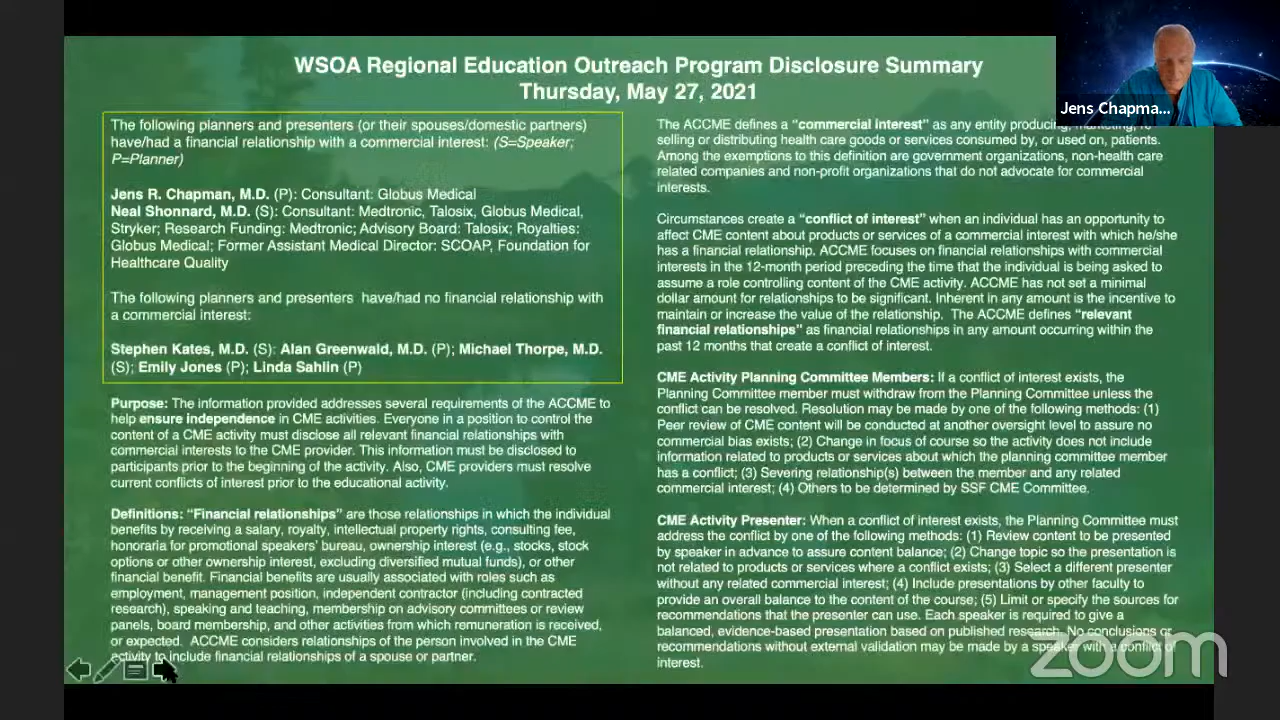 WSOA Regional Education Outreach Program Disclosure Summary
Thursday, May 27, 2021
Jens Chapma...
The following planners and presenters (or their spouses/domestic partners)
have/had a financial relationship with a commercial interest: (S=Speaker;
P=Planner)
Jens R. Chapman, M.D. (P): Consultant: Globus Medical
Neal Shonnard, M.D. (S): Consultant: Medtronic, Talosix, Globus Medical,
Stryker; Research Funding: Medtronic; Advisory Board: Talosix; Royalties:
Globus Medical; Former Assistant Medical Director: SCOAP, Foundation for
Healthcare Quality
The following planners and presenters have/had no financial relationship with
a commercial interest:
Stephen Kates, M.D. (S): Alan Greenwald, M.D. (P); Michael Thorpe, M.D.
(S); Emily Jones (P); Linda Sahlin (P)
Purpose: The information provided addresses several requirements of the ACCME to
help ensure independence in CME activities. Everyone in a position to control the
content of a CME activity must disclose all relevant financial relationships with
commercial interests to the CME provider. This information must be disclosed to
participants prior to the beginning of the activity. Also, CME providers must resolve
current conflicts of interest prior to the educational activity.
Definitions: “Financial relationships” are those relationships in which the individual
benefits by receiving a salary, royalty, intellectual property rights, consulting fee,
honoraria for promotional speakers’ bureau, ownership interest (e.g., stocks, stock
options or other ownership interest, excluding diversified mutual funds), or other
financial benefit. Financial benefits are usually associated with roles such as
employment, management position, independent contractor (including contracted
research), speaking and teaching, membership on advisory committees or review
panels, board membership, and other activities from which remuneration is received,
or expected. ACCME considers relationships of the person involved in the CME
activity to include financial relationships of a spouse or partner.
The ACCME defines a “commercial interest” as any entity producing, marketing, re-
selling or distributing health care goods or services consumed by, or used on, patients.
Among the exemptions to this definition are government organizations, non-health care
related companies and non-profit organizations that do not advocate for commercial
interests.
Circumstances create a “conflict of interest” when an individual has an opportunity to
affect CME content about products or services of a commercial interest with which he/she
has a financial relationship. ACCME focuses on financial relationships with commercial
interests in the 12-month period preceding the time that the individual is being asked to
assume a role controlling content of the CME activity. ACCME has not set a minimal
dollar amount for relationships to be significant. Inherent in any amount is the incentive to
maintain or increase the value of the relationship. The ACCME defines “relevant
financial relationships” as financial relationships in any amount occurring within the
past 12 months that create a conflict of interest.
CME Activity Planning Committee Members: If a conflict of interest exists, the
Planning Committee member must withdraw from the Planning Committee unless the
conflict can be resolved. Resolution may be made by one of the following methods: (1)
Peer review of CME content will be conducted at another oversight level to assure no
commercial bias exists; (2) Change in focus of course so the activity does not include
information related to products or services about which the planning committee member
has a conflict; (3) Severing relationship(s) between the member and any related
commercial interest; (4) Others to be determined by SSF CME Committee.
CME Activity Presenter: When a conflict of interest exists, the Planning Committee must
address the conflict by one of the following methods: (1) Review content to be presented
by speaker in advance to assure content balance; (2) Change topic so the presentation is
not related to products or services where a conflict exists; (3) Select a different presenter
without any related commercial interest; (4) Include presentations by other faculty to
provide an overall balance to the content of the course; (5) Limit or specify the sources for
recommendations that the presenter can use. Each speaker is required to give a
balanced, evidence-based presentation based on published research. No conclusions or
recommendations without external validation may be made by a speaker with a conflict of
interest.
zoom